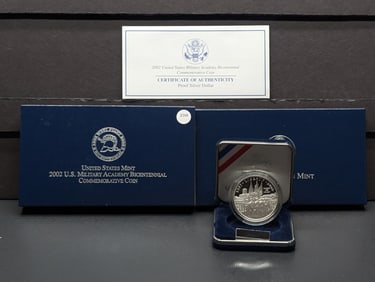 2002 United States Military Academy Bicentennial
Commemorative Coin
CERTIFICATE OF AUTHENTICITY
Proof Silver Dollar
UNITED STATES MINT
2002 U.S. MILITARY ACADEMY BICENTENNIAL
COMMEMORATIVE COIN
S MINT